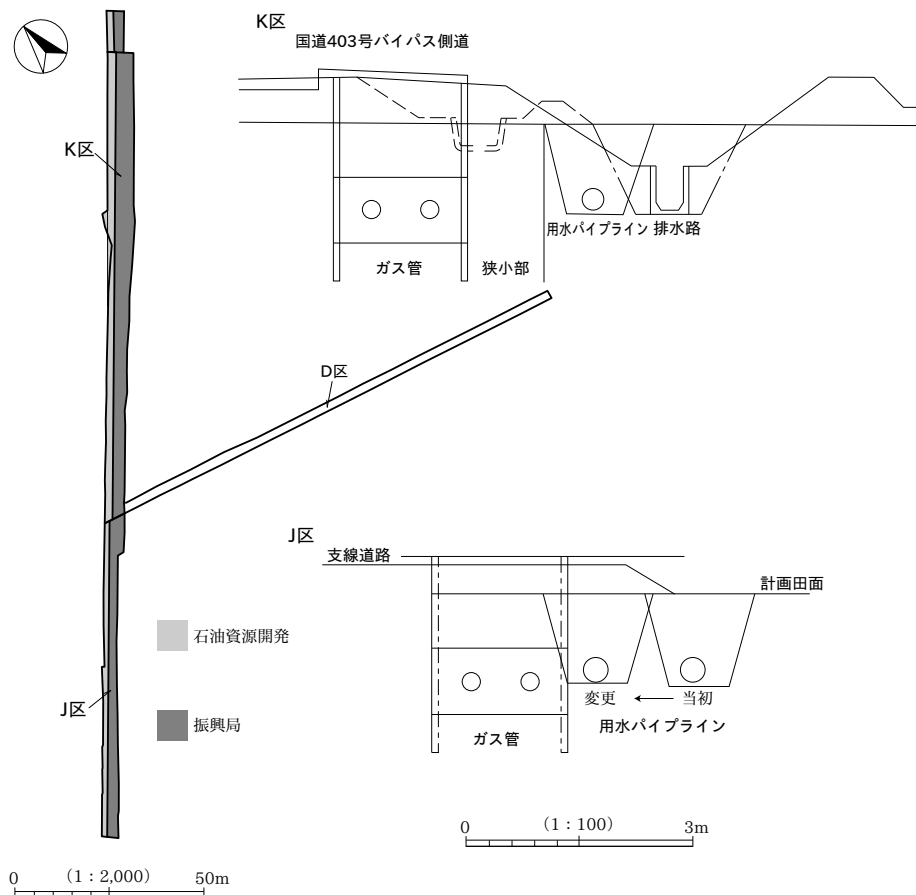 K区
国道403号バイパス側道
K区
用水パイプライン 排水路
ガス管
狭小部
D区
J区
支線道路
計画田面
石油資源開発
J区
変更
当初
振興局
用水パイプライン
ガス管
0 (1:100) 3m
0 (1:2,000) 50m